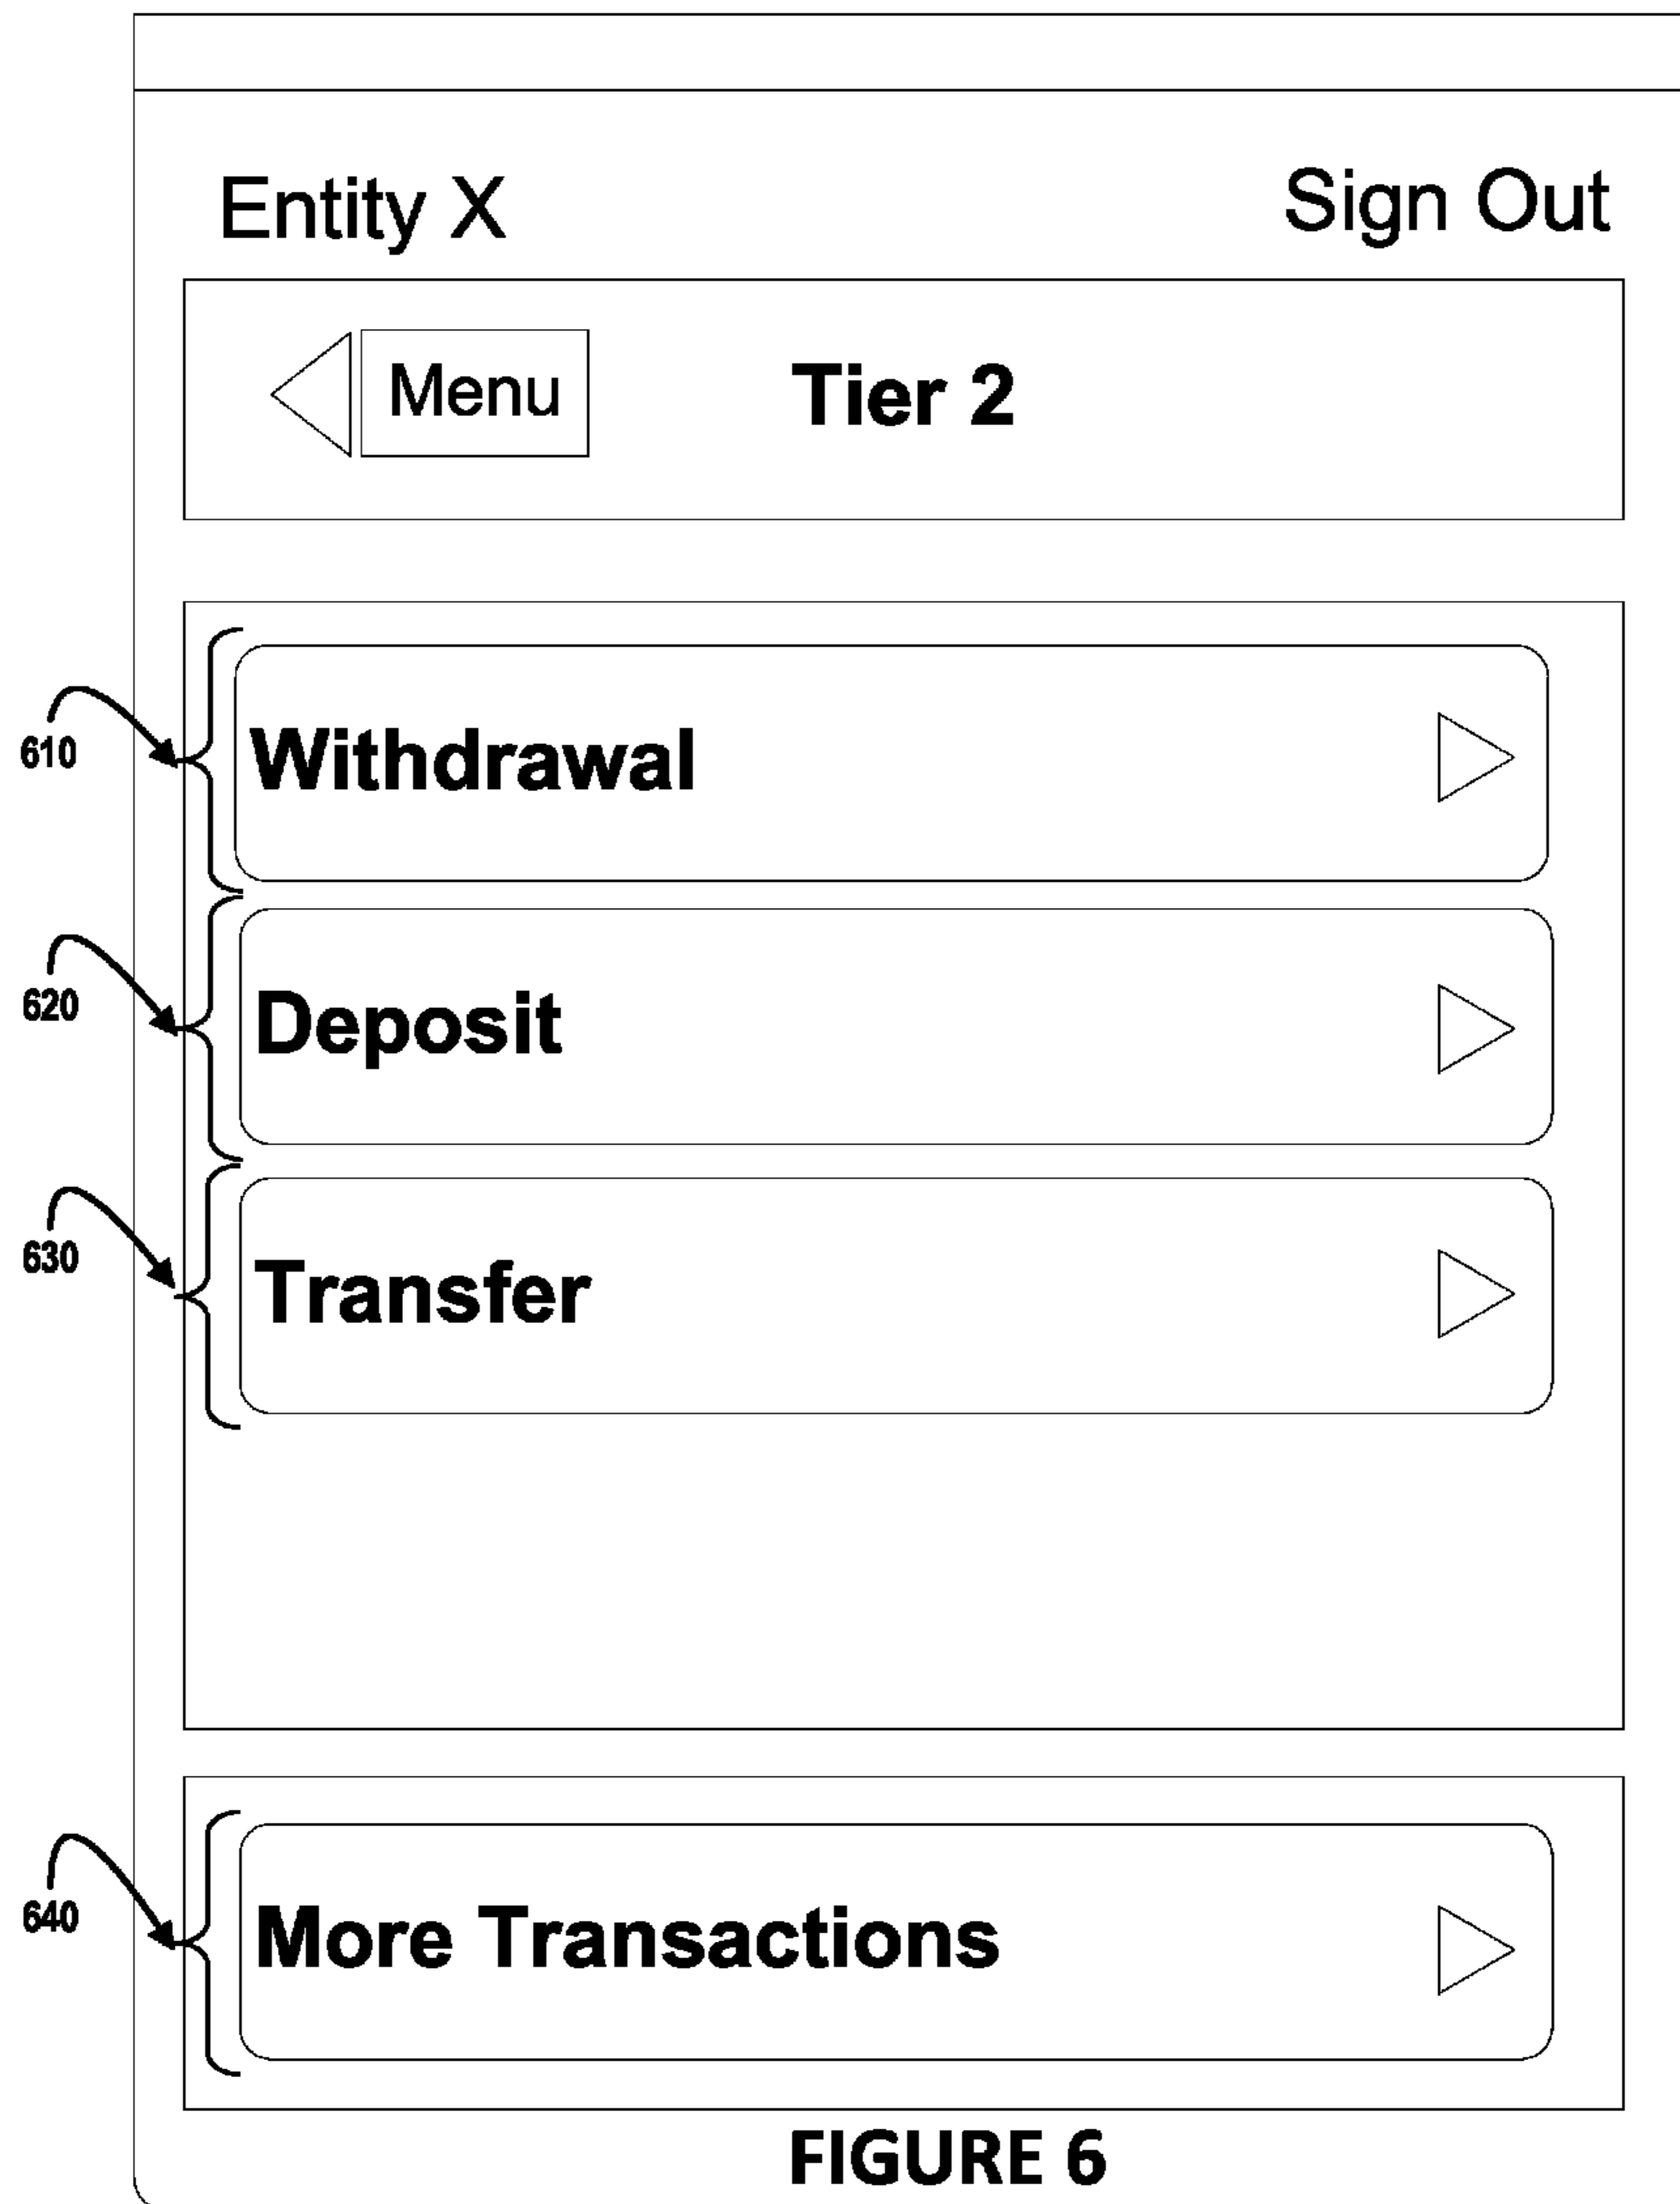 Entity X Sign Out
Menu Tier 2
610 Withdrawal
620 Deposit
630 Transfer
640 More Transactions
FIGURE 6